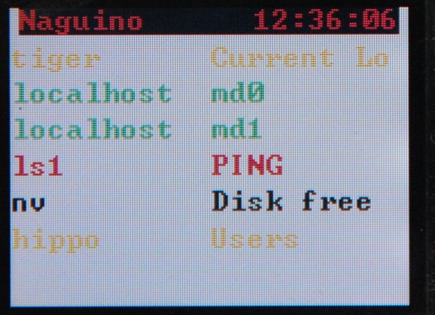 Naguino 12:36:06
tiger Current Lo
localhost md0
localhost md1
ls1 PING
nv Disk free
hippo Users